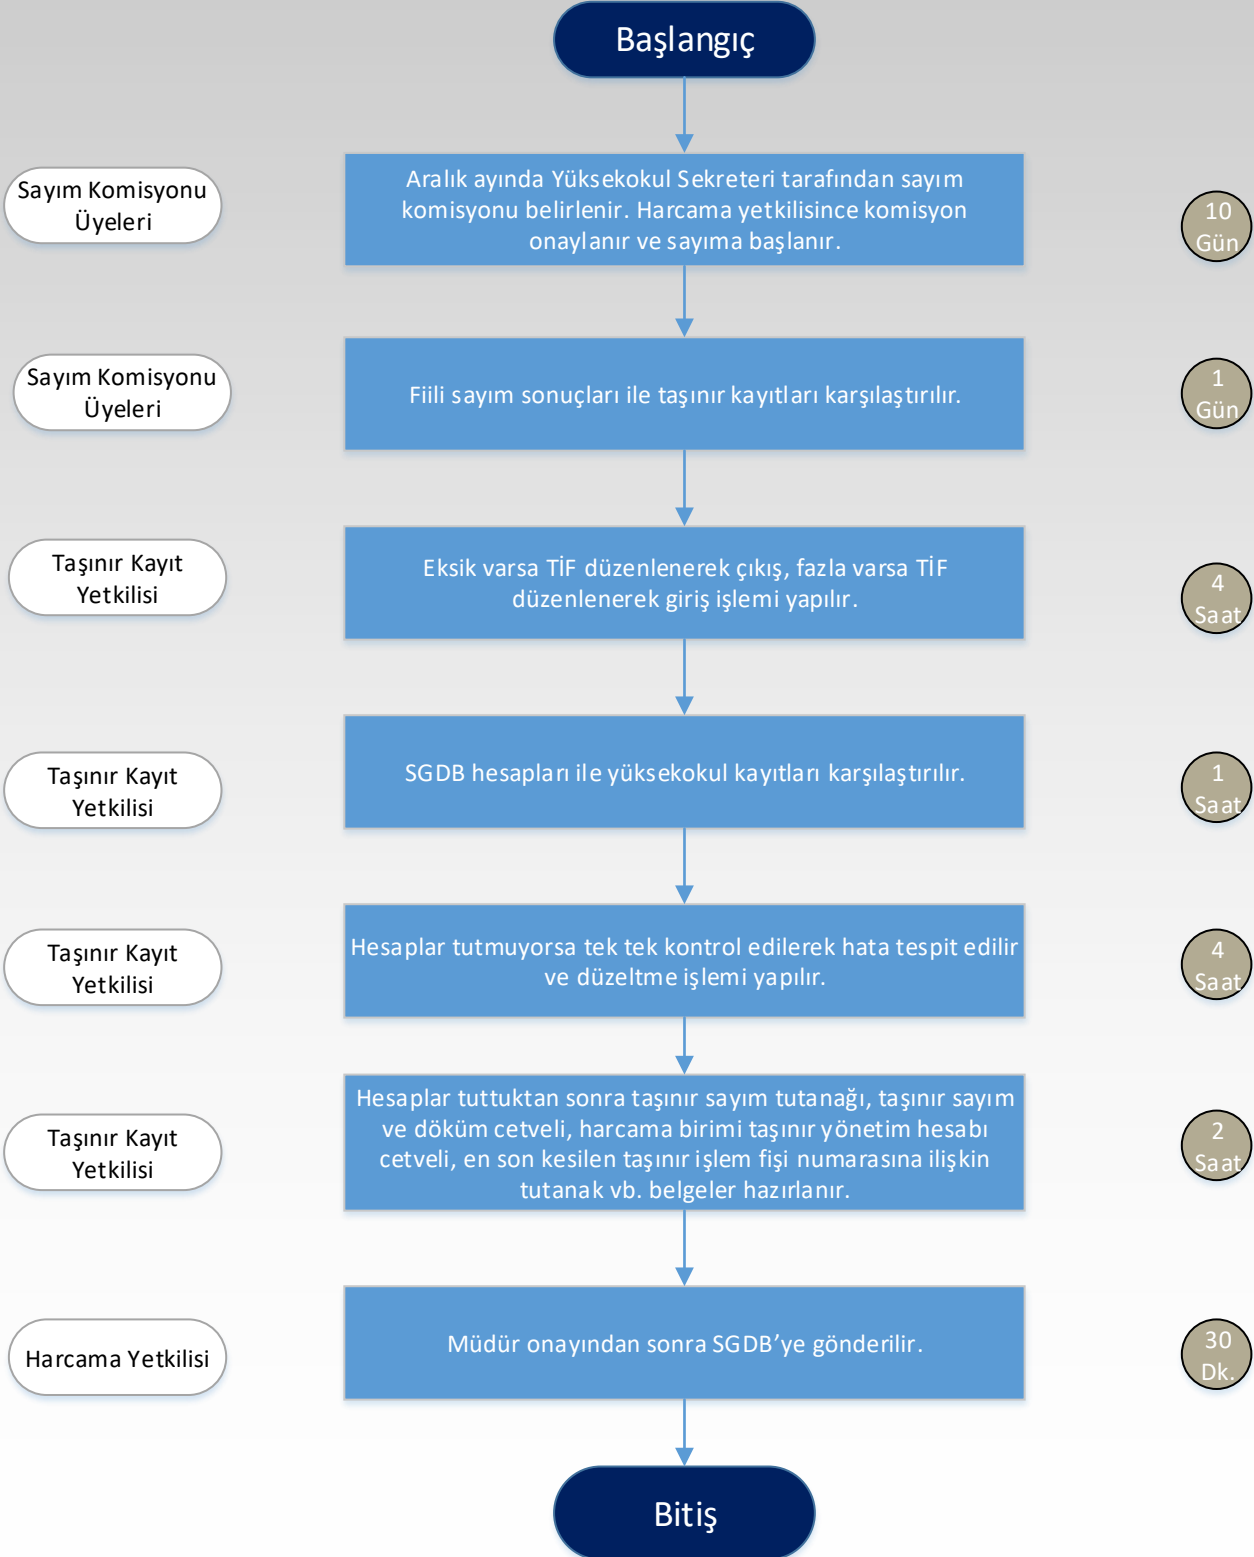 Başlangıç
Sayım Komisyonu
Üyeleri
Aralık ayında Yüksekokul Sekreteri tarafından sayım
komisyonu belirlenir. Harcama yetkilisince komisyon
onaylanır ve sayıma başlanır.
10
Gün
Sayım Komisyonu
Üyeleri
Fiili sayım sonuçları ile taşınır kayıtları karşılaştırılır.
1
Gün
Taşınır Kayıt
Yetkilisi
Eksik varsa TİF düzenlenerek çıkış, fazla varsa TİF
düzenlenerek giriş işlemi yapılır.
4
Saat
Taşınır Kayıt
Yetkilisi
SGDB hesapları ile yüksekokul kayıtları karşılaştırılır.
1
Saat
Taşınır Kayıt
Yetkilisi
Hesaplar tutmuyorsa tek tek kontrol edilerek hata tespit edilir
ve düzeltme işlemi yapılır.
4
Saat
Taşınır Kayıt
Yetkilisi
Hesaplar tuttuktan sonra taşınır sayım tutanağı, taşınır sayım
ve döküm cetveli, harcama birimi taşınır yönetim hesabı
cetveli, en son kesilen taşınır işlem fişi numarasına ilişkin
tutanak vb. belgeler hazırlanır.
2
Saat
Harcama Yetkilisi
Müdür onayından sonra SGDB’ye gönderilir.
30
Dk.
Bitiş